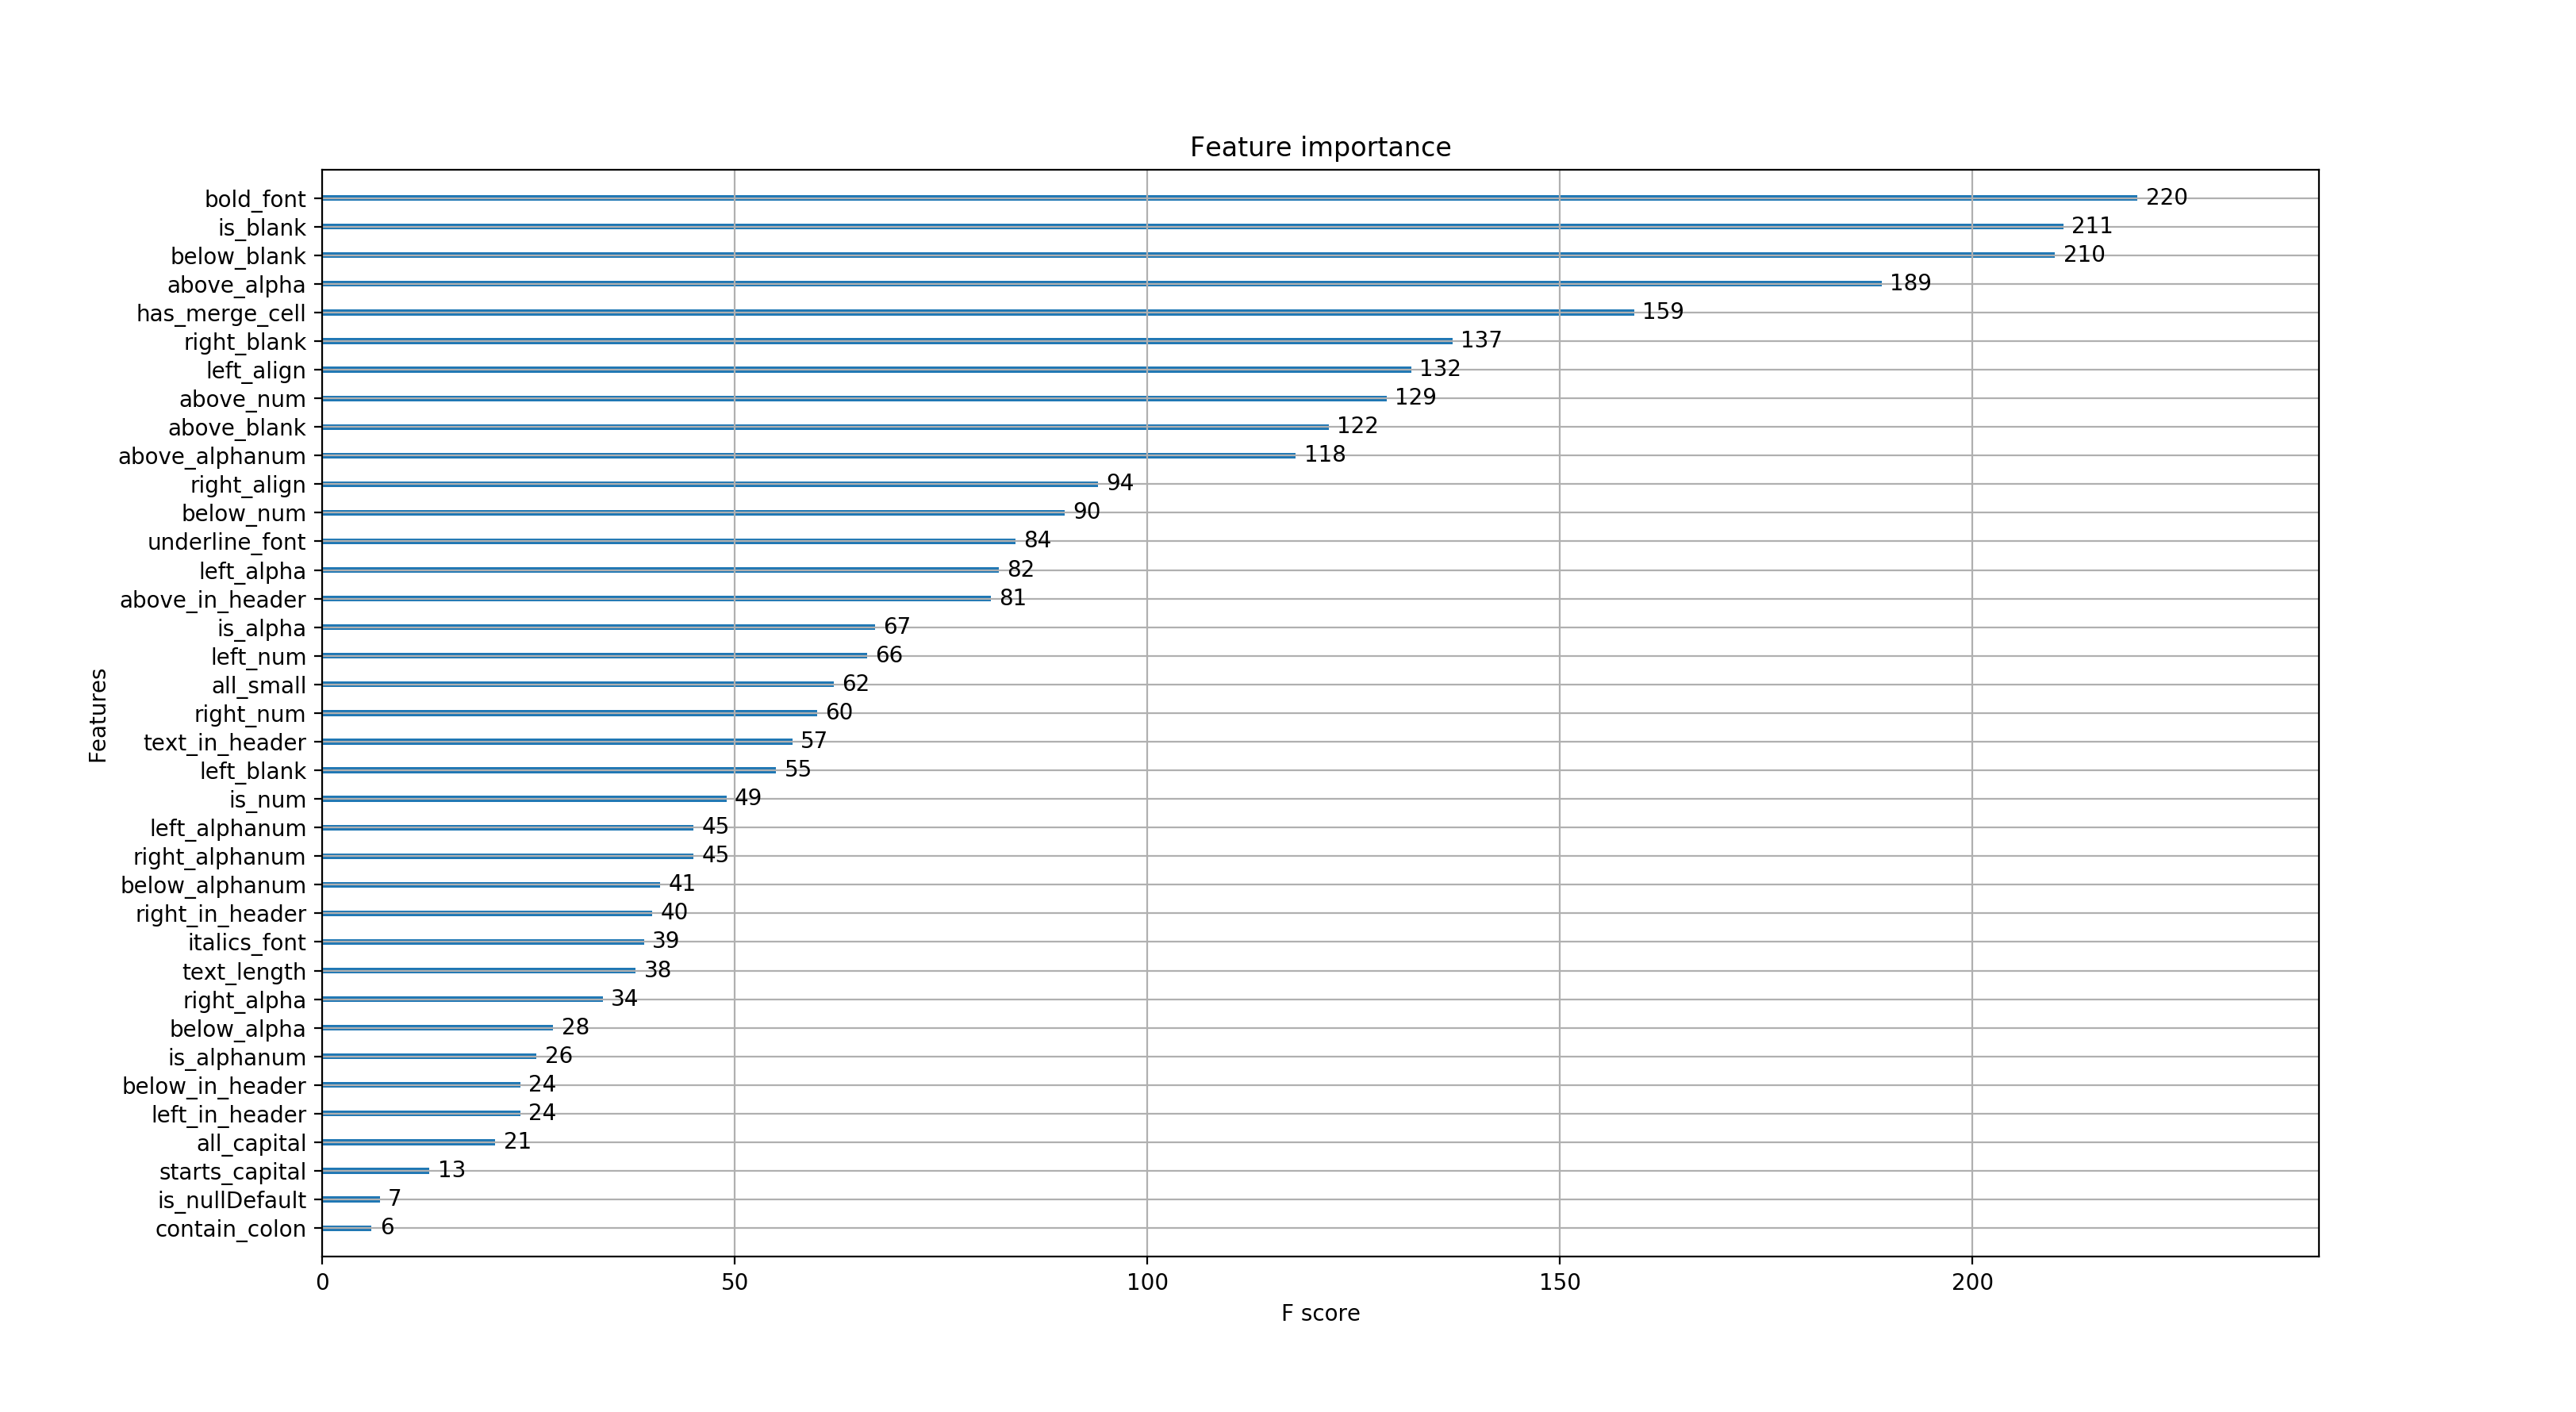 Feature importance
bold_font 220
is_blank 211
below_blank 210
above_alpha 189
has_merge_cell 159
right_blank 137
left_align 132
above_num 129
above_blank 122
above_alphanum 118
right_align 94
below_num 90
underline_font 84
left_alpha 82
above_in_header 81
is_alpha 67
left_num 66
all_small 62
right_num 60
text_in_header 57
left_blank 55
is_num 49
left_alphanum 45
right_alphanum 45
below_alphanum 41
right_in_header 40
italics_font 39
text_length 38
right_alpha 34
below_alpha 28
is_alphanum 26
below_in_header 24
left_in_header 24
all_capital 21
starts_capital 13
is_nullDefault 7
contain_colon 6
Features
0 50 100 150 200
F score